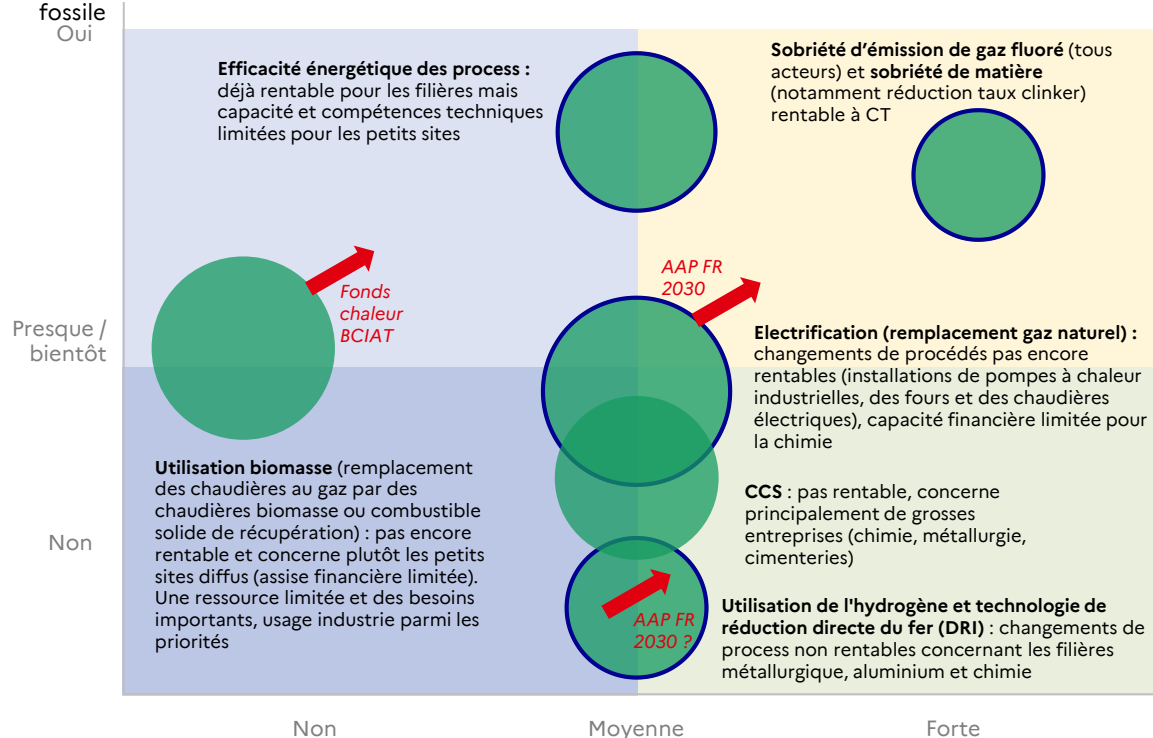 fossile
Oui
Efficacité énergétique des process :
déjà rentable pour les filières mais
capacité et compétences techniques
limitées pour les petits sites
Sobriété d’émission de gaz fluoré (tous
acteurs) et sobriété de matière
(notamment réduction taux clinker)
rentable à CT
Fonds
chaleur
BCIAT
AAP FR
2030
Presque /
bientôt
Electrification (remplacement gaz naturel) :
changements de procédés pas encore
rentables (installations de pompes à chaleur
industrielles, des fours et des chaudières
électriques), capacité financière limitée pour
la chimie
Utilisation biomasse (remplacement
des chaudières au gaz par des
chaudières biomasse ou combustible
solide de récupération) : pas encore
rentable et concerne plutôt les petits
sites diffus (assise financière limitée).
Une ressource limitée et des besoins
importants, usage industrie parmi les
priorités
CCS : pas rentable, concerne
principalement de grosses
entreprises (chimie, métallurgie,
cimenteries)
Non
AAP FR
2030 ?
Utilisation de l'hydrogène et technologie de
réduction directe du fer (DRI) : changements de
process non rentables concernant les filières
métallurgique, aluminium et chimie
Non
Moyenne
Forte